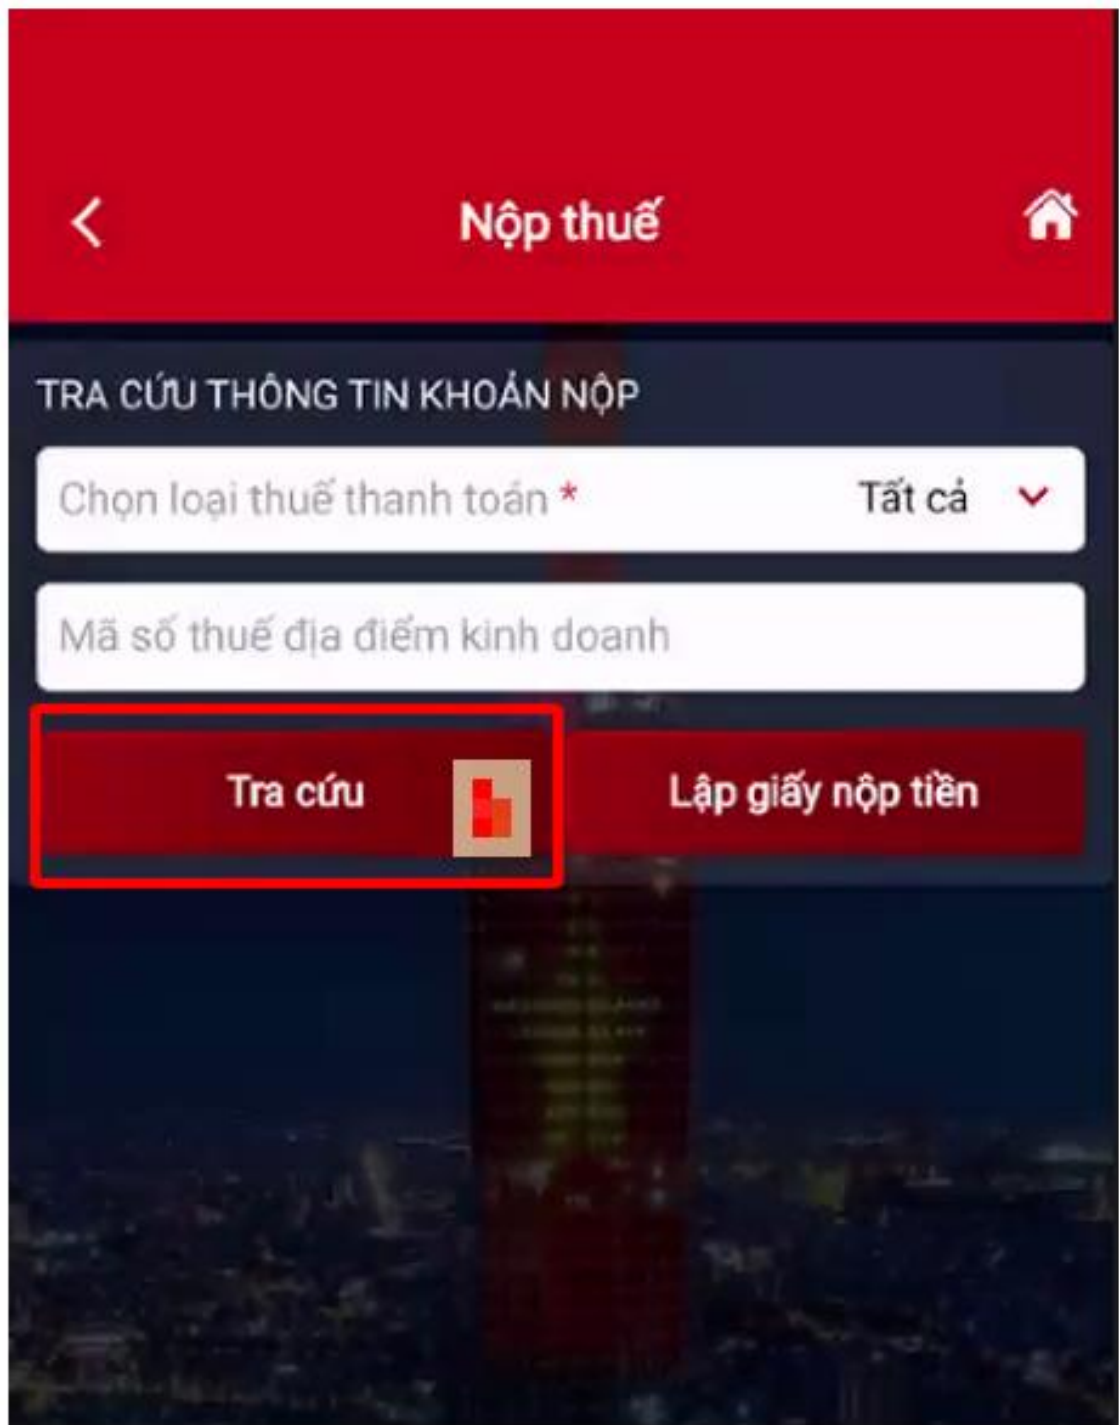 Nộp thuế
TRA CỨU THÔNG TIN KHOẢN NỘP
Chọn loại thuế thanh toán * Tất cả
Mã số thuế địa điểm kinh doanh
Tra cứu Lập giấy nộp tiền